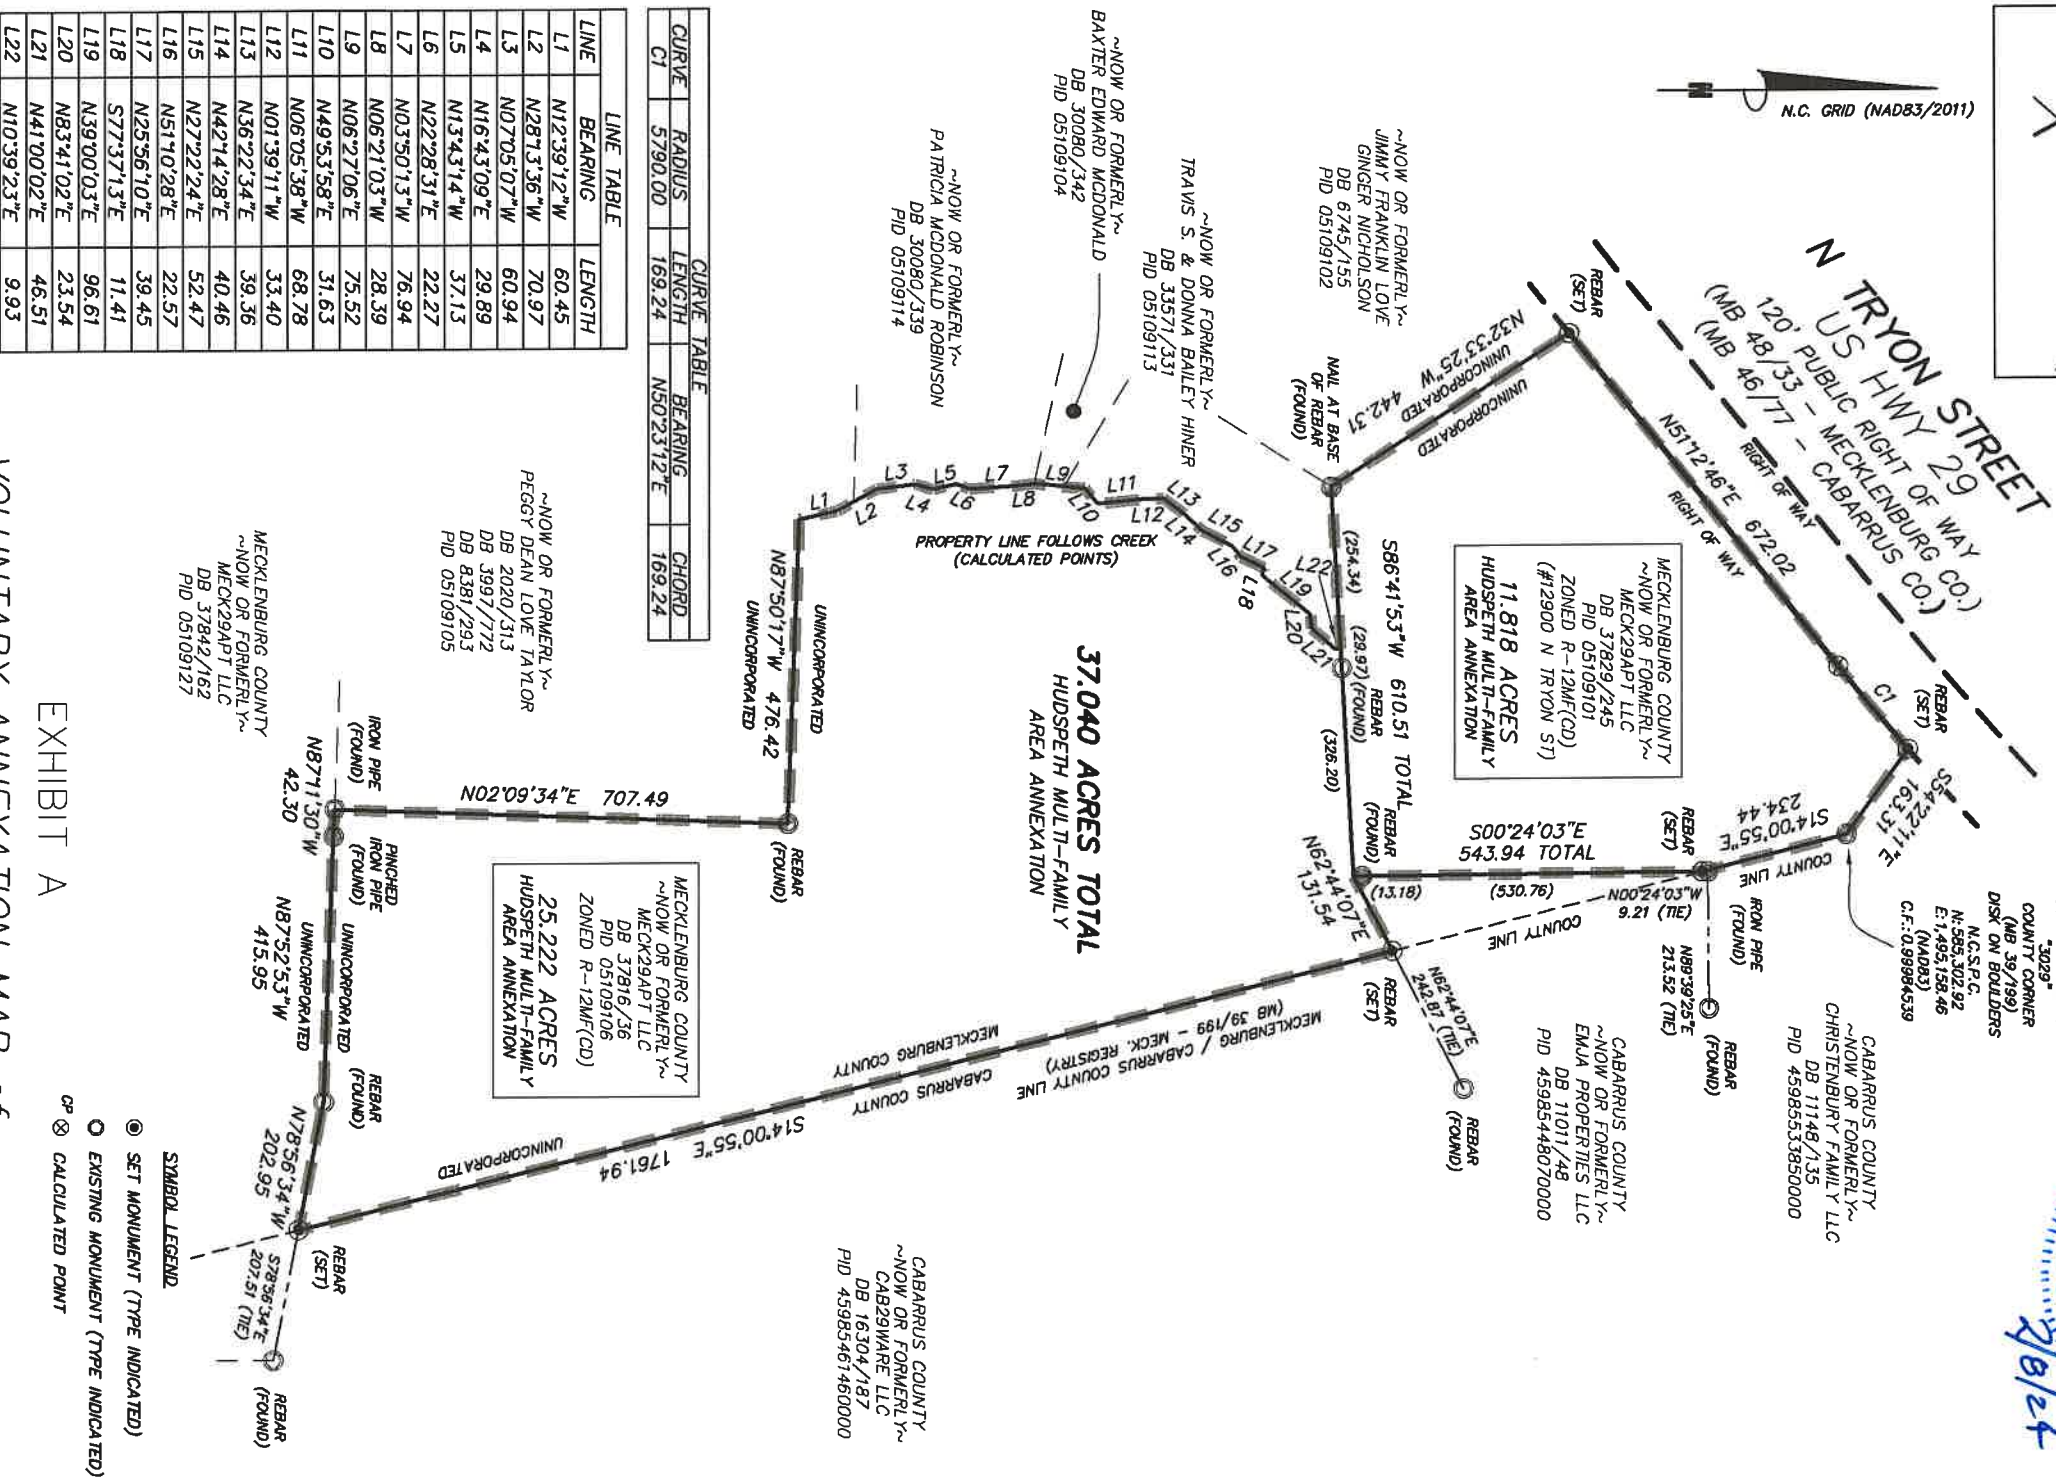 N.C. GRID (NAD83/2011)
N TRYON STREET
US HWY 29
120' PUBLIC RIGHT OF WAY
(MB 48/33 - MECKLENBURG CO.)
(MB 46/77 - CABARRUS CO.)
2/8/24
"3029"
COUNTY CORNER
(MB 39/199)
DISK ON BOULDERS
N.C.S.P.C.
N:585,302.92
E:1,495,158.46
(NAD83)
C.F.: 0.99984539
REBAR
(SET)
N51°12'46"E 672.02
RIGHT OF WAY
RIGHT OF WAY
C1
REBAR
(SET)
S54°22'11"E
163.31
S14°00'55"E
234.44
COUNTY LINE
REBAR
(SET)
IRON PIPE
(FOUND)
N00°24'03"W
9.21 (TIE)
N89°39'25"E
213.52 (TIE)
REBAR
(FOUND)
S00°24'03"E
543.94 TOTAL
(13.18)
(530.76)
COUNTY LINE
CABARRUS COUNTY
~NOW OR FORMERLY~
CHRISTENBURY FAMILY LLC
DB 11148/135
PID 45985533850000
CABARRUS COUNTY
~NOW OR FORMERLY~
EMJA PROPERTIES LLC
DB 11011/48
PID 45985448070000
MECKLENBURG COUNTY
~NOW OR FORMERLY~
MECK29APT LLC
DB 37829/245
PID 05109101
ZONED R-12MF(CD)
(#12900 N TRYON ST)
11.818 ACRES
HUDSPETH MULTI-FAMILY
AREA ANNEXATION
~NOW OR FORMERLY~
JIMMY FRANKLIN LOVE
GINGER NICHOLSON
DB 6745/155
PID 05109102
N32°33'25"W 442.31
UNINCORPORATED
UNINCORPORATED
NAIL AT BASE
OF REBAR
(FOUND)
S86°41'53"W 610.51 TOTAL
(254.34)
(29.97)
REBAR
(FOUND)
(326.20)
REBAR
(FOUND)
N62°44'07"E
131.54
REBAR
(SET)
N62°44'07"E
242.87 (TIE)
REBAR
(FOUND)
~NOW OR FORMERLY~
TRAVIS S. & DONNA BAILEY HINER
DB 33571/331
PID 05109113
~NOW OR FORMERLY~
BAXTER EDWARD MCDONALD
DB 30080/342
PID 05109104
~NOW OR FORMERLY~
PATRICIA MCDONALD ROBINSON
DB 30080/339
PID 05109114
L1
L2
L3
L4
L5
L6
L7
L8
L9
L10
L11
L12
L13
L14
L15
L16
L17
L18
L19
L20
L21
L22
PROPERTY LINE FOLLOWS CREEK
(CALCULATED POINTS)
37.040 ACRES TOTAL
HUDSPETH MULTI-FAMILY
AREA ANNEXATION
MECKLENBURG / CABARRUS COUNTY LINE
(MB 39/199 - MECK. REGISTRY)
MECKLENBURG COUNTY
CABARRUS COUNTY
S14°00'55"E 1761.94
UNINCORPORATED
CABARRUS COUNTY
~NOW OR FORMERLY~
CAB29WARE LLC
DB 16304/187
PID 45985461460000
UNINCORPORATED
N87°50'17"W 476.42
UNINCORPORATED
REBAR
(FOUND)
N02°09'34"E 707.49
MECKLENBURG COUNTY
~NOW OR FORMERLY~
MECK29APT LLC
DB 37816/36
PID 05109106
ZONED R-12MF(CD)
25.222 ACRES
HUDSPETH MULTI-FAMILY
AREA ANNEXATION
~NOW OR FORMERLY~
PEGGY DEAN LOVE TAYLOR
DB 2020/313
DB 3997/772
DB 8381/293
PID 05109105
IRON PIPE
(FOUND)
PINCHED
IRON PIPE
(FOUND)
N87°11'30"W
42.30
UNINCORPORATED
UNINCORPORATED
N87°52'53"W
415.95
REBAR
(FOUND)
N78°56'34"W
202.95
REBAR
(SET)
S78°56'34"E
207.51 (TIE)
REBAR
(FOUND)
MECKLENBURG COUNTY
~NOW OR FORMERLY~
MECK29APT LLC
DB 37842/162
PID 05109127
CURVE TABLE
CURVE RADIUS LENGTH BEARING CHORD
C1 5790.00 169.24 N50°23'12"E 169.24
LINE TABLE
LINE BEARING LENGTH
L1 N12°39'12"W 60.45
L2 N28°13'36"W 70.97
L3 N07°05'07"W 60.94
L4 N16°43'09"E 29.89
L5 N13°43'14"W 37.13
L6 N22°28'31"E 22.27
L7 N03°50'13"W 76.94
L8 N06°21'03"W 28.39
L9 N06°27'06"E 75.52
L10 N49°53'58"E 31.63
L11 N06°05'38"W 68.78
L12 N01°39'11"W 33.40
L13 N36°22'34"E 39.36
L14 N42°14'28"E 40.46
L15 N27°22'24"E 52.47
L16 N51°10'28"E 22.57
L17 N25°56'10"E 39.45
L18 S77°37'13"E 11.41
L19 N39°00'03"E 96.61
L20 N83°41'02"E 23.54
L21 N41°00'02"E 46.51
L22 N10°39'23"E 9.93
SYMBOL LEGEND
SET MONUMENT (TYPE INDICATED)
EXISTING MONUMENT (TYPE INDICATED)
CP CALCULATED POINT
EXHIBIT A
VOLUNTARY ANNEXATION MAP of